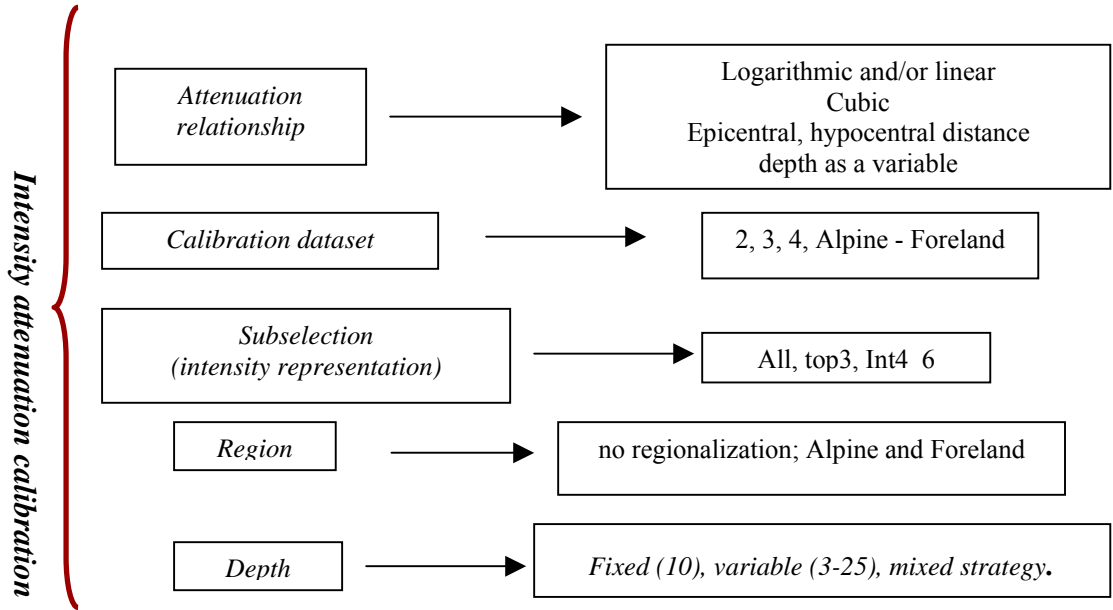 Intensity attenuation calibration
Attenuation
relationship
Logarithmic and/or linear
Cubic
Epicentral, hypocentral distance
depth as a variable
Calibration dataset
2, 3, 4, Alpine - Foreland
Subselection
(intensity representation)
All, top3, Int4 6
Region
no regionalization; Alpine and Foreland
Depth
Fixed (10), variable (3-25), mixed strategy.